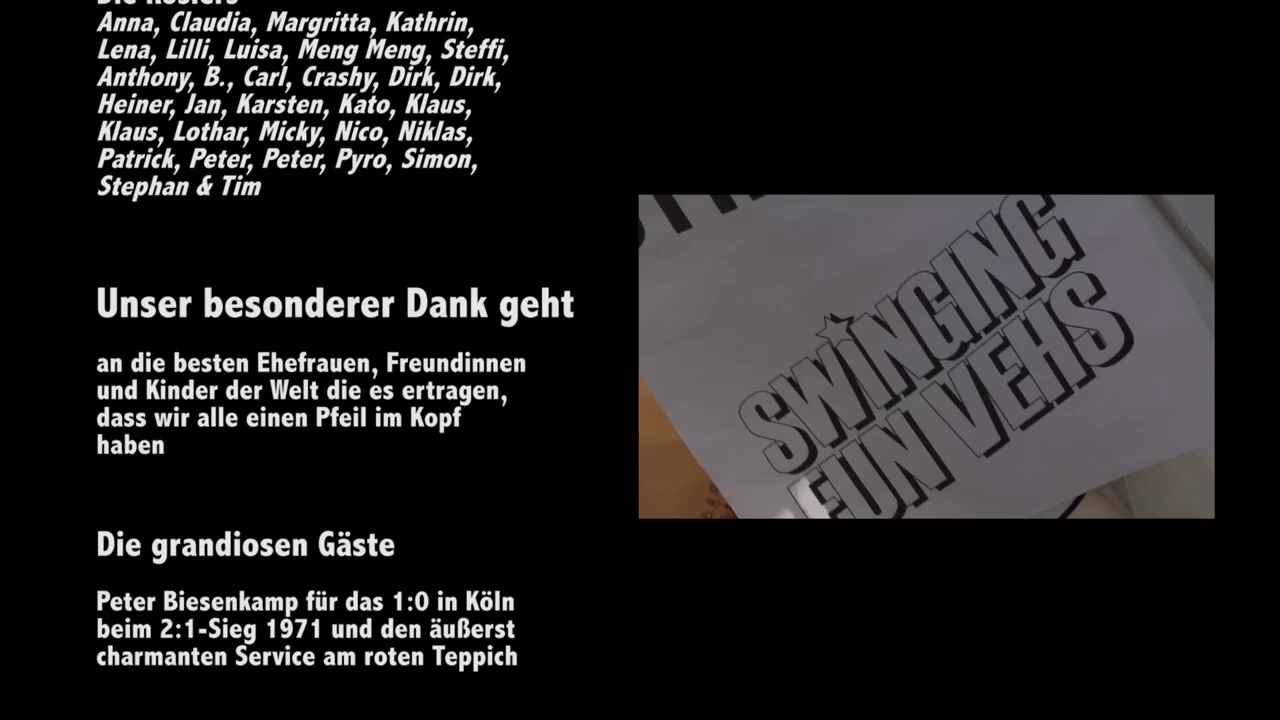 Anna, Claudia, Margritta, Kathrin,
Lena, Lilli, Luisa, Meng Meng, Steffi,
Anthony, B., Carl, Crashy, Dirk, Dirk,
Heiner, Jan, Karsten, Kato, Klaus,
Klaus, Lothar, Micky, Nico, Niklas,
Patrick, Peter, Peter, Pyro, Simon,
Stephan & Tim
Unser besonderer Dank geht
an die besten Ehefrauen, Freundinnen
und Kinder der Welt die es ertragen,
dass wir alle einen Pfeil im Kopf
haben
Die grandiosen Gäste
Peter Biesenkamp für das 1:0 in Köln
beim 2:1-Sieg 1971 und den äußerst
charmanten Service am roten Teppich
SWINGING
FUN VEHS